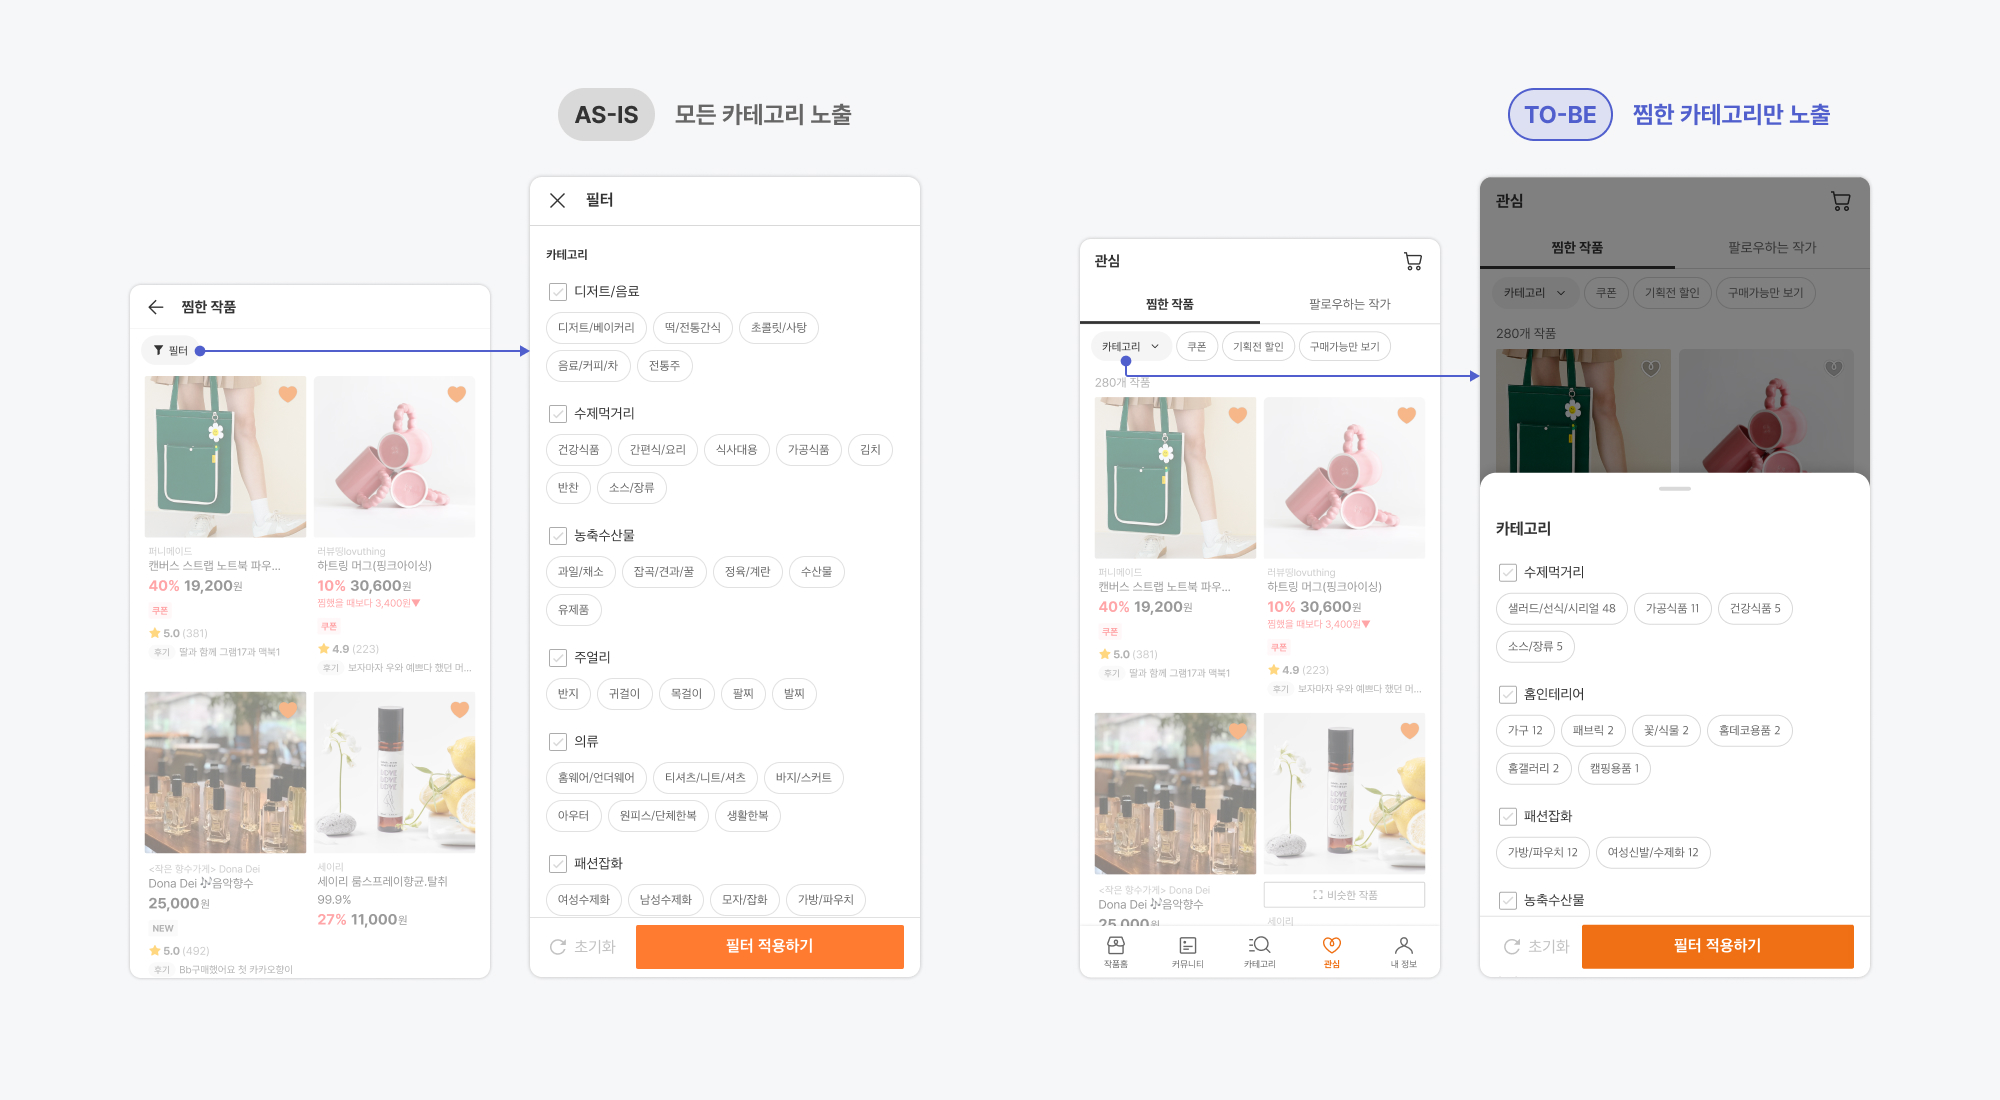 AS-IS 모든 카테고리 노출
찜한 작품
필터
퍼니메이드
캔버스 스트랩 노트북 파우...
40% 19,200원
쿠폰
5.0 (381)
후기 딸과 함께 그램17과 맥북1
러뷰띵lovuthing
하트링 머그(핑크아이싱)
10% 30,600원
찜했을 때보다 3,400원▼
쿠폰
4.9 (223)
후기 보자마자 우와 예쁘다 했던 머...
<작은 향수가게> Dona Dei
Dona Dei 🎶음악향수
25,000원
NEW
5.0 (492)
후기 Bb구매했어요 첫 카카오향이
세이리
세이리 룸스프레이향균.탈취
99.9%
27% 11,000원
필터
카테고리
디저트/음료
디저트/베이커리 떡/전통간식 초콜릿/사탕
음료/커피/차 전통주
수제먹거리
건강식품 간편식/요리 식사대용 가공식품 김치
반찬 소스/장류
농축수산물
과일/채소 잡곡/견과/꿀 정육/계란 수산물
유제품
주얼리
반지 귀걸이 목걸이 팔찌 발찌
의류
홈웨어/언더웨어 티셔츠/니트/셔츠 바지/스커트
아우터 원피스/단체한복 생활한복
패션잡화
여성수제화 남성수제화 모자/잡화 가방/파우치
초기화 필터 적용하기
TO-BE 찜한 카테고리만 노출
관심
찜한 작품 팔로우하는 작가
카테고리 쿠폰 기획전 할인 구매가능만 보기
280개 작품
퍼니메이드
캔버스 스트랩 노트북 파우...
40% 19,200원
쿠폰
5.0 (381)
후기 딸과 함께 그램17과 맥북1
러뷰띵lovuthing
하트링 머그(핑크아이싱)
10% 30,600원
찜했을 때보다 3,400원▼
쿠폰
4.9 (223)
후기 보자마자 우와 예쁘다 했던 머...
<작은 향수가게> Dona Dei
Dona Dei 🎶음악향수
25,000원
비슷한 작품
세이리
작품홈 커뮤니티 카테고리 관심 내 정보
관심
찜한 작품 팔로우하는 작가
카테고리 쿠폰 기획전 할인 구매가능만 보기
280개 작품
카테고리
수제먹거리
샐러드/선식/시리얼 48 가공식품 11 건강식품 5
소스/장류 5
홈인테리어
가구 12 패브릭 2 꽃/식물 2 홈데코용품 2
홈갤러리 2 캠핑용품 1
패션잡화
가방/파우치 12 여성신발/수제화 12
농축수산물
초기화 필터 적용하기